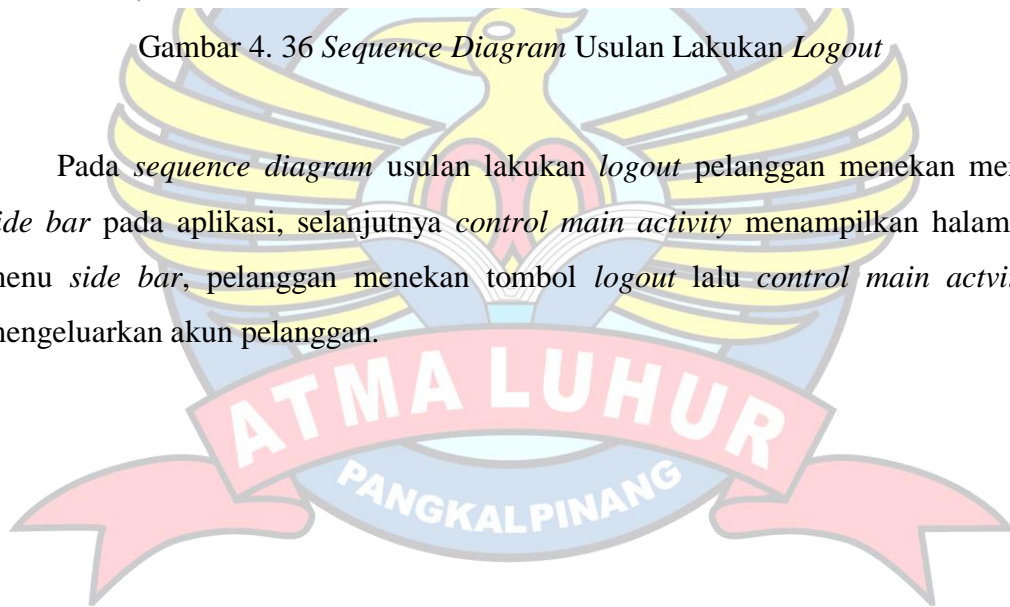 Gambar 4. 36 Sequence Diagram Usulan Lakukan Logout
Pada sequence diagram usulan lakukan logout pelanggan menekan me
ide bar pada aplikasi, selanjutnya control main activity menampilkan halam
menu side bar, pelanggan menekan tombol logout lalu control main actvi
mengeluarkan akun pelanggan.
ATMA LUHUR
PANGKALPINANG